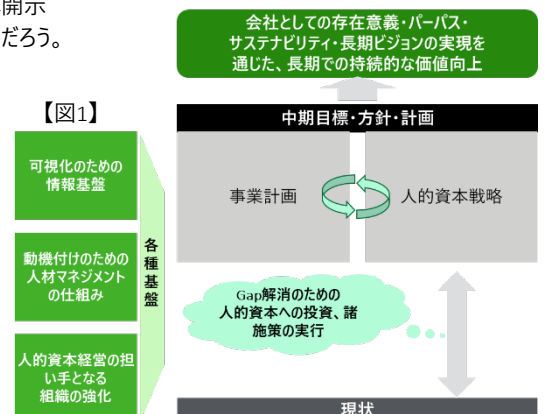 開示
だろう。
会社としての存在意義・パーパス・
サステナビリティ・長期ビジョンの実現を
通じた、長期での持続的な価値向上
【図1】
中期目標・方針・計画
可視化のための
情報基盤
事業計画
人的資本戦略
動機付けのための
人材マネジメント
の仕組み
各種基盤
Gap解消のための
人的資本への投資、諸
施策の実行
人的資本経営の担
い手となる
組織の強化
現状